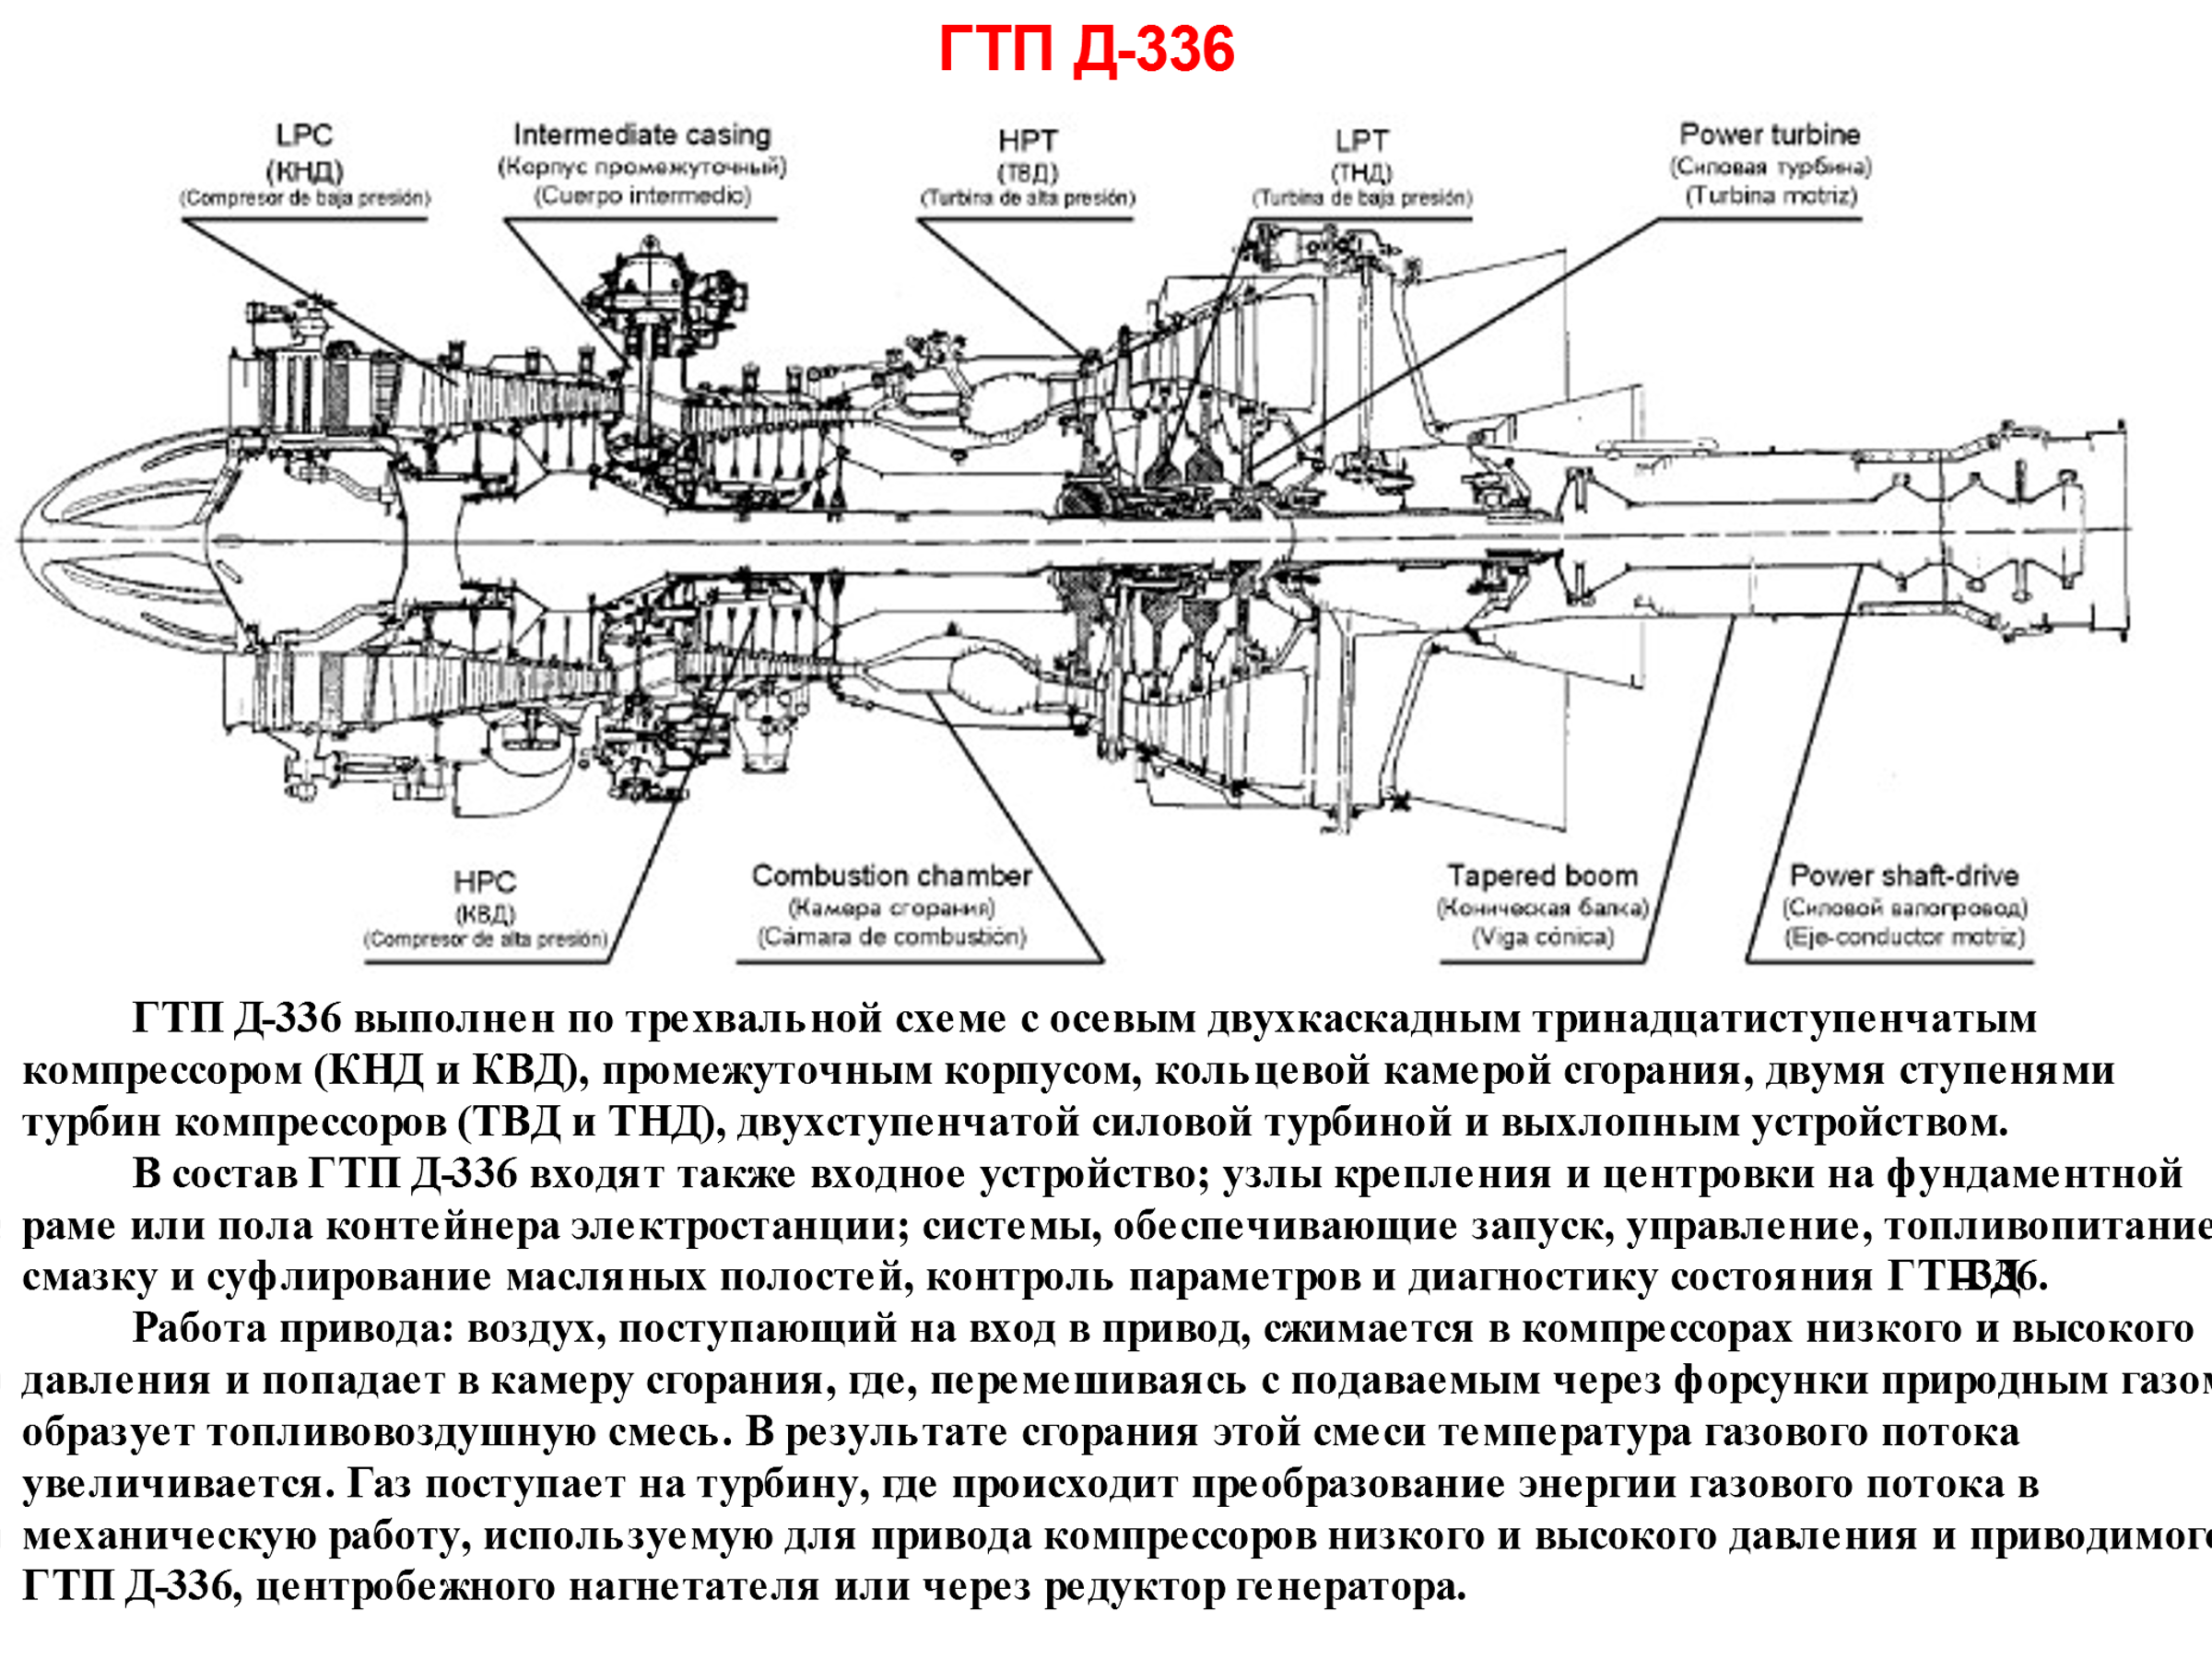 ГТП Д-336
LPC
(КНД)
(Compresor de baja presión)
Intermediate casing
(Корпус промежуточный)
(Cuerpo intermedio)
HPT
(ТВД)
(Turbina de alta presión)
LPT
(ТНД)
(Turbina de baja presión)
Power turbine
(Силовая турбина)
(Turbina motriz)
HPC
(КВД)
(Compresor de alta presión)
Combustion chamber
(Камера сгорания)
(Cámara de combustión)
Tapered boom
(Коническая балка)
(Viga cónica)
Power shaft-drive
(Силовой валопровод)
(Eje-conductor motriz)
ГТП Д-336 выполнен по трехвальной схеме с осевым двухкаскадным тринадцатиступенчатым
компрессором (КНД и КВД), промежуточным корпусом, кольцевой камерой сгорания, двумя ступенями
турбин компрессоров (ТВД и ТНД), двухступенчатой силовой турбиной и выхлопным устройством.
В состав ГТП Д-336 входят также входное устройство; узлы крепления и центровки на фундаментной
раме или пола контейнера электростанции; системы, обеспечивающие запуск, управление, топливопитание
смазку и суфлирование масляных полостей, контроль параметров и диагностику состояния ГТП Д-336.
Работа привода: воздух, поступающий на вход в привод, сжимается в компрессорах низкого и высокого
давления и попадает в камеру сгорания, где, перемешиваясь с подаваемым через форсунки природным газом
образует топливовоздушную смесь. В результате сгорания этой смеси температура газового потока
увеличивается. Газ поступает на турбину, где происходит преобразование энергии газового потока в
механическую работу, используемую для привода компрессоров низкого и высокого давления и приводимого
ГТП Д-336, центробежного нагнетателя или через редуктор генератора.